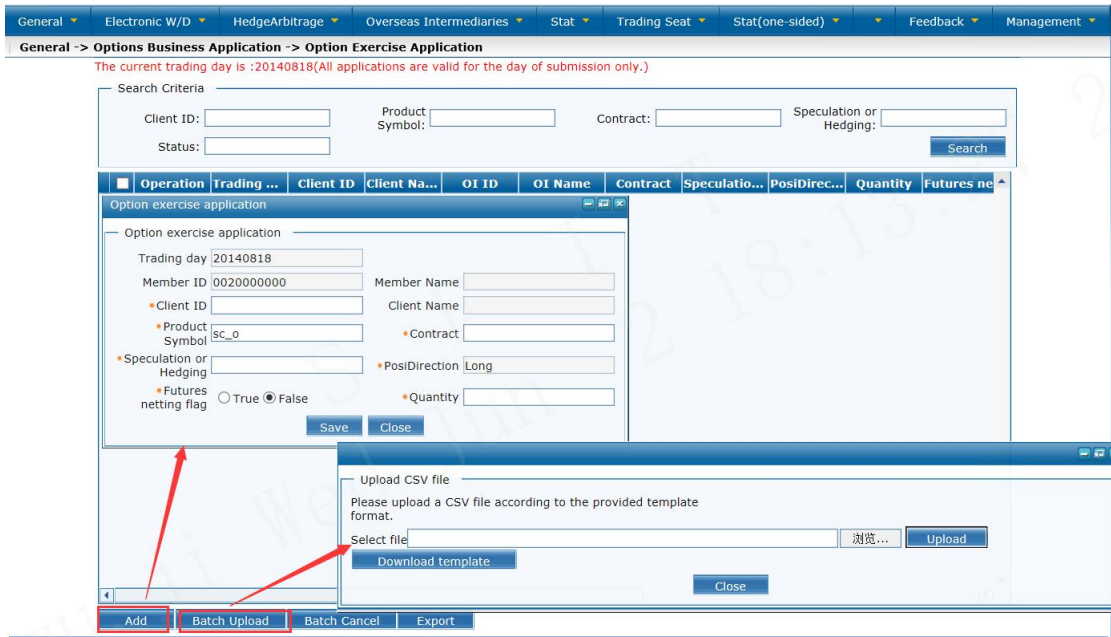 General Electronic W/D HedgeArbitrage Overseas Intermediaries Stat Trading Seat Stat(one-sided) Feedback Management
General -> Options Business Application -> Option Exercise Application
The current trading day is :20140818(All applications are valid for the day of submission only.)
Search Criteria
Client ID: Product Symbol: Contract: Speculation or Hedging:
Status: Search
Operation Trading ... Client ID Client Na... OI ID OI Name Contract Speculatio... PosiDirec... Quantity Futures ne
Option exercise application
Option exercise application
Trading day 20140818
Member ID 0020000000 Member Name
*Client ID Client Name
*Product Symbol sc_o *Contract
*Speculation or Hedging *PosiDirection Long
*Futures netting flag True False *Quantity
Save Close
Upload CSV file
Please upload a CSV file according to the provided template
format.
Select file 浏览... Upload
Download template
Close
Add Batch Upload Batch Cancel Export